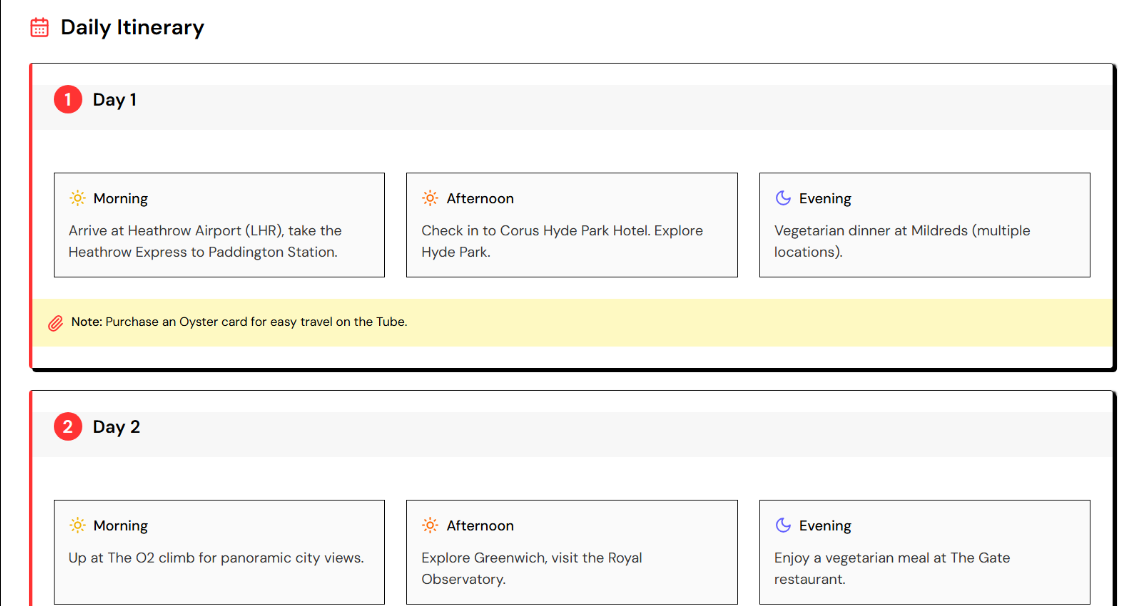 Daily Itinerary
1 Day 1
Morning
Arrive at Heathrow Airport (LHR), take the
Heathrow Express to Paddington Station.
Afternoon
Check in to Corus Hyde Park Hotel. Explore
Hyde Park.
Evening
Vegetarian dinner at Mildreds (multiple
locations).
Note: Purchase an Oyster card for easy travel on the Tube.
2 Day 2
Morning
Up at The O2 climb for panoramic city views.
Afternoon
Explore Greenwich, visit the Royal
Observatory.
Evening
Enjoy a vegetarian meal at The Gate
restaurant.